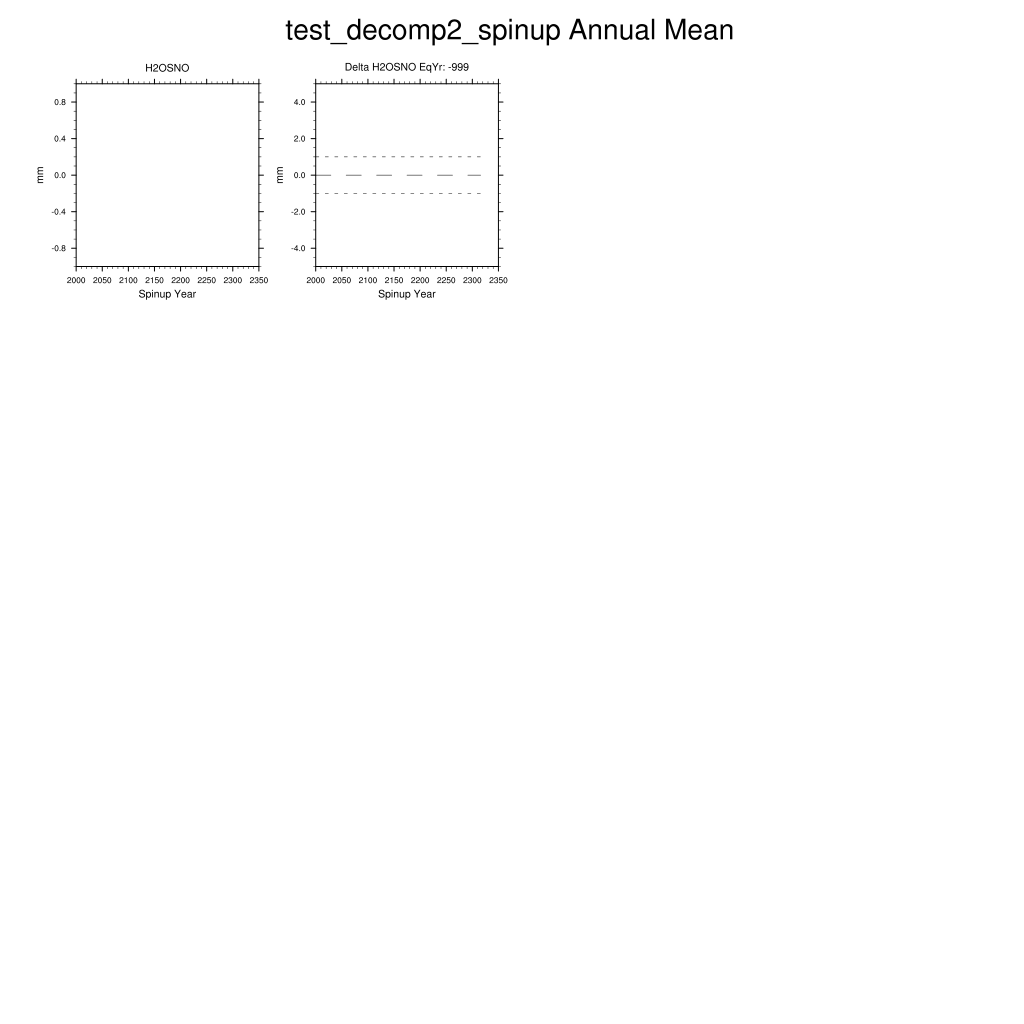 test_decomp2_spinup Annual Mean
H2OSNO
0.8
0.4
0.0
-0.4
-0.8
mm
2000 2050 2100 2150 2200 2250 2300 2350
Spinup Year
Delta H2OSNO EqYr: -999
4.0
2.0
0.0
-2.0
-4.0
mm
2000 2050 2100 2150 2200 2250 2300 2350
Spinup Year